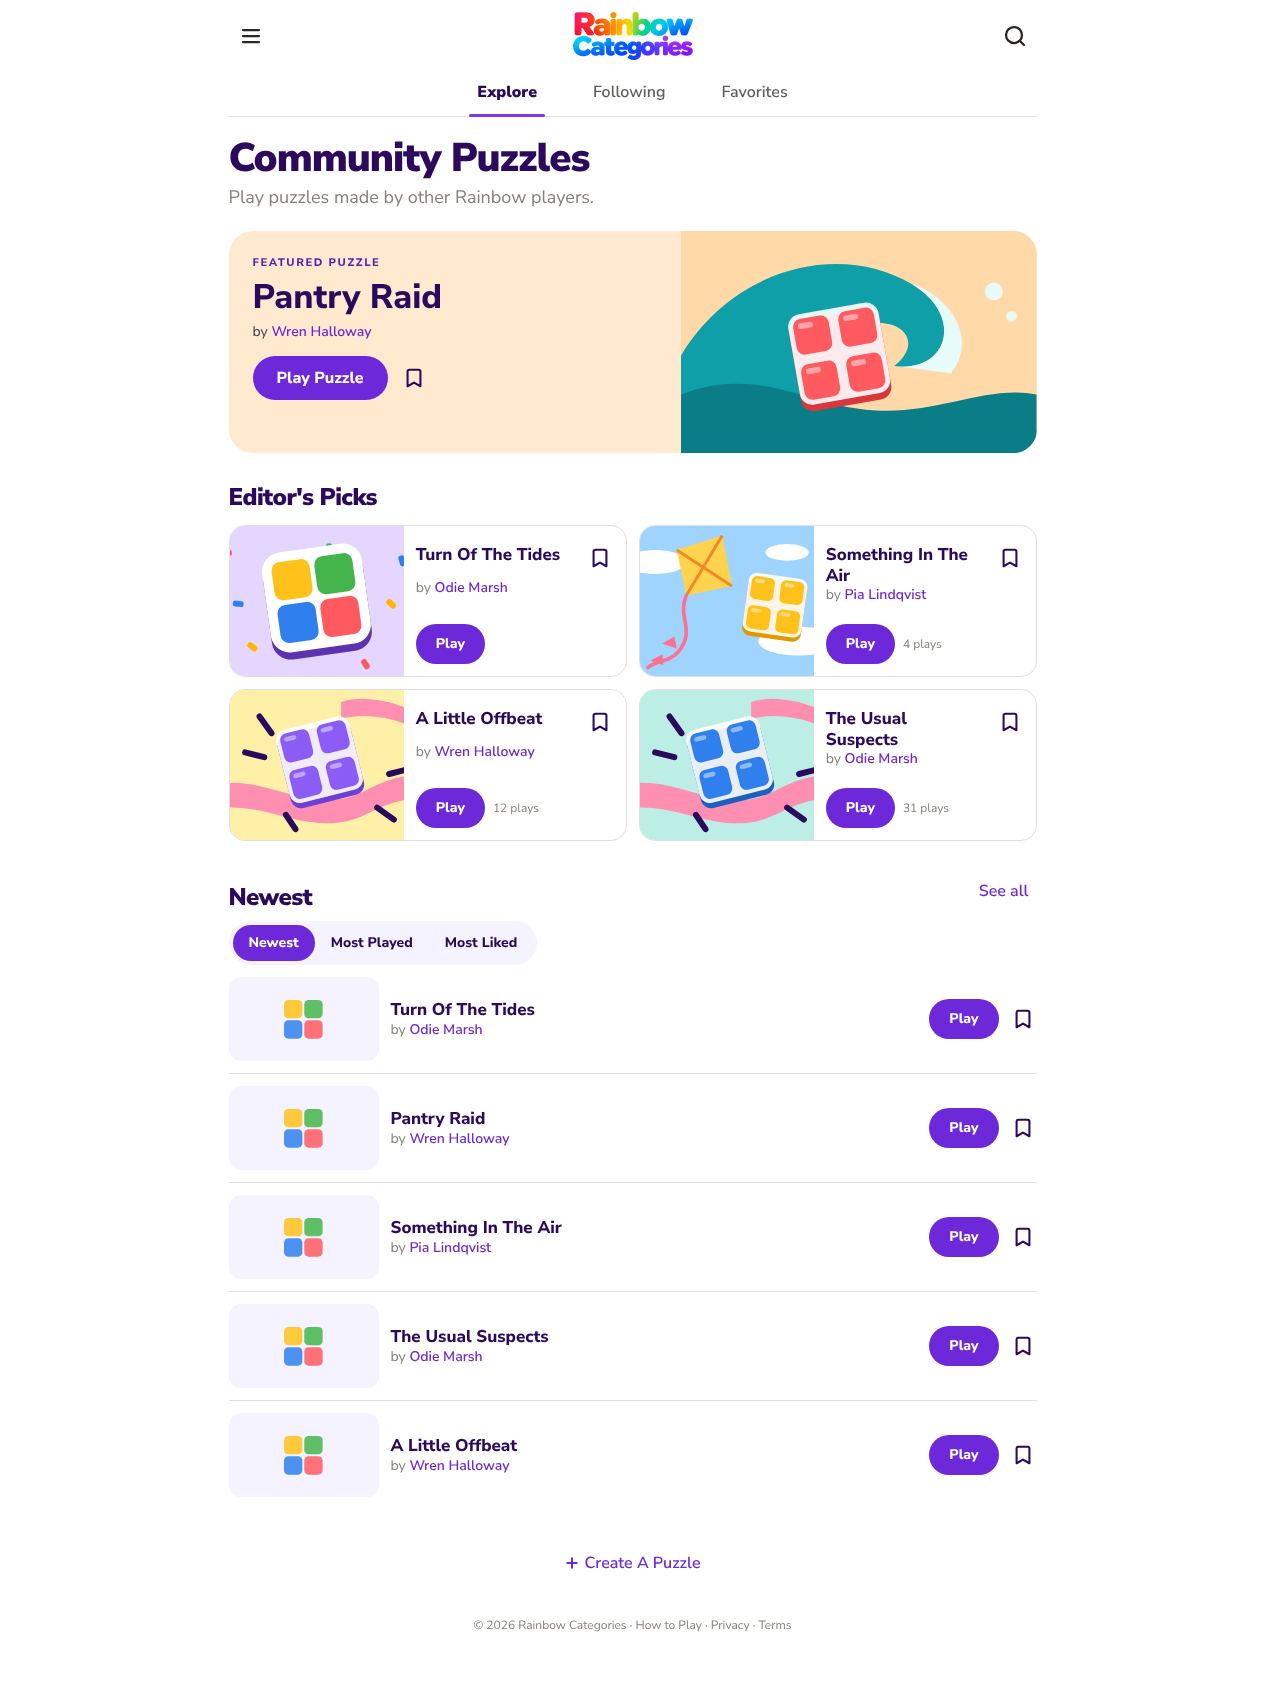 Rainbow
Categories
Explore
Following
Favorites
Community Puzzles
Play puzzles made by other Rainbow players.
FEATURED PUZZLE
Pantry Raid
by Wren Halloway
Play Puzzle
Editor's Picks
Turn Of The Tides
by Odie Marsh
Play
Something In The
Air
by Pia Lindqvist
Play
4 plays
A Little Offbeat
by Wren Halloway
Play
12 plays
The Usual
Suspects
by Odie Marsh
Play
31 plays
Newest
See all
Newest
Most Played
Most Liked
Turn Of The Tides
by Odie Marsh
Play
Pantry Raid
by Wren Halloway
Play
Something In The Air
by Pia Lindqvist
Play
The Usual Suspects
by Odie Marsh
Play
A Little Offbeat
by Wren Halloway
Play
+ Create A Puzzle
© 2026 Rainbow Categories · How to Play · Privacy · Terms